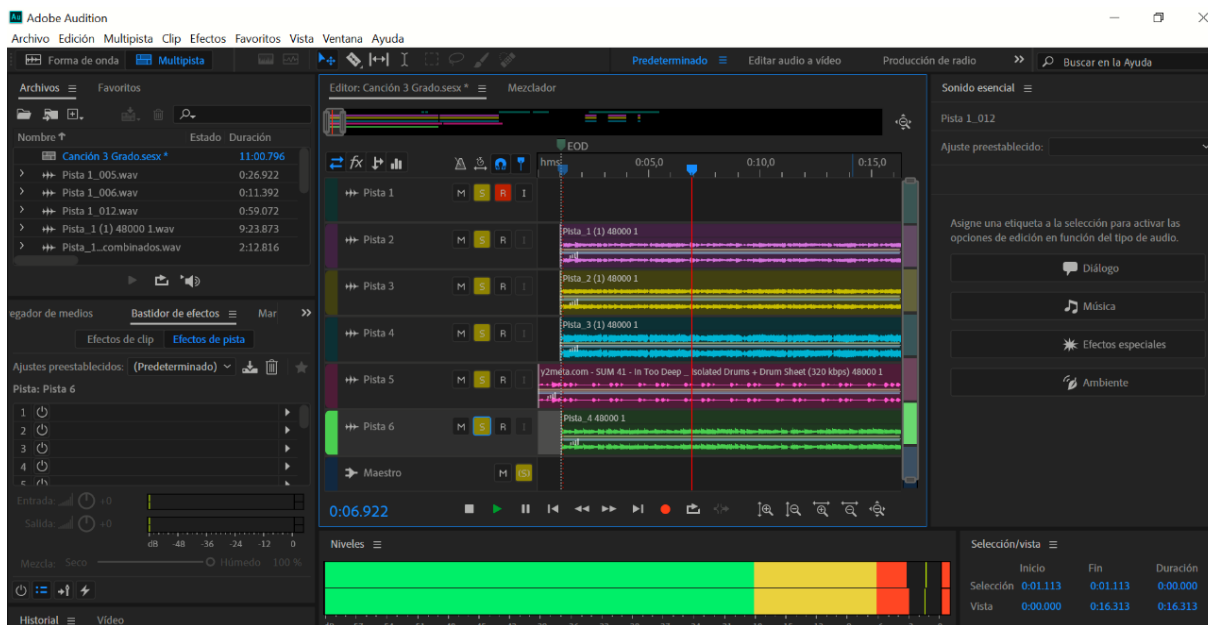 Au Adobe Audition
Archivo Edición Multipista Clip Efectos Favoritos Vista Ventana Ayuda
Forma de onda Multipista Predeterminado Editar audio a vídeo Producción de radio Buscar en la Ayuda
Archivos Favoritos
Nombre Estado Duración
Canción 3 Grado.sesx * 11:00.796
Pista 1_005.wav 0:26.922
Pista 1_006.wav 0:11.392
Pista 1_012.wav 0:59.072
Pista_1 (1) 48000 1.wav 9:23.873
Pista_1...combinados.wav 2:12.816
egador de medios Bastidor de efectos Mar
Efectos de clip Efectos de pista
Ajustes preestablecidos: (Predeterminado)
Pista: Pista 6
1
2
3
4
Entrada: +0
Salida: +0
dB -48 -36 -24 -12 0
Mezcla: Seco Húmedo 100 %
Historial Vídeo
Editor: Canción 3 Grado.sesx * Mezclador
EOD
hms 0:05,0 0:10,0 0:15,0
Pista 1 M S R I
Pista 2 M S R I
Pista_1 (1) 48000 1
Pista 3 M S R I
Pista_2 (1) 48000 1
Pista 4 M S R I
Pista_3 (1) 48000 1
Pista 5 M S R I
y2meta.com - SUM 41 - In Too Deep _ Isolated Drums + Drum Sheet (320 kbps) 48000 1
Pista 6 M S R I
Pista_4 48000 1
Maestro M (S)
0:06.922
Niveles
Sonido esencial
Pista 1_012
Ajuste preestablecido:
Asigne una etiqueta a la selección para activar las
opciones de edición en función del tipo de audio.
Diálogo
Música
Efectos especiales
Ambiente
Selección/vista
Inicio Fin Duración
Selección 0:01.113 0:01.113 0:00.000
Vista 0:00.000 0:16.313 0:16.313